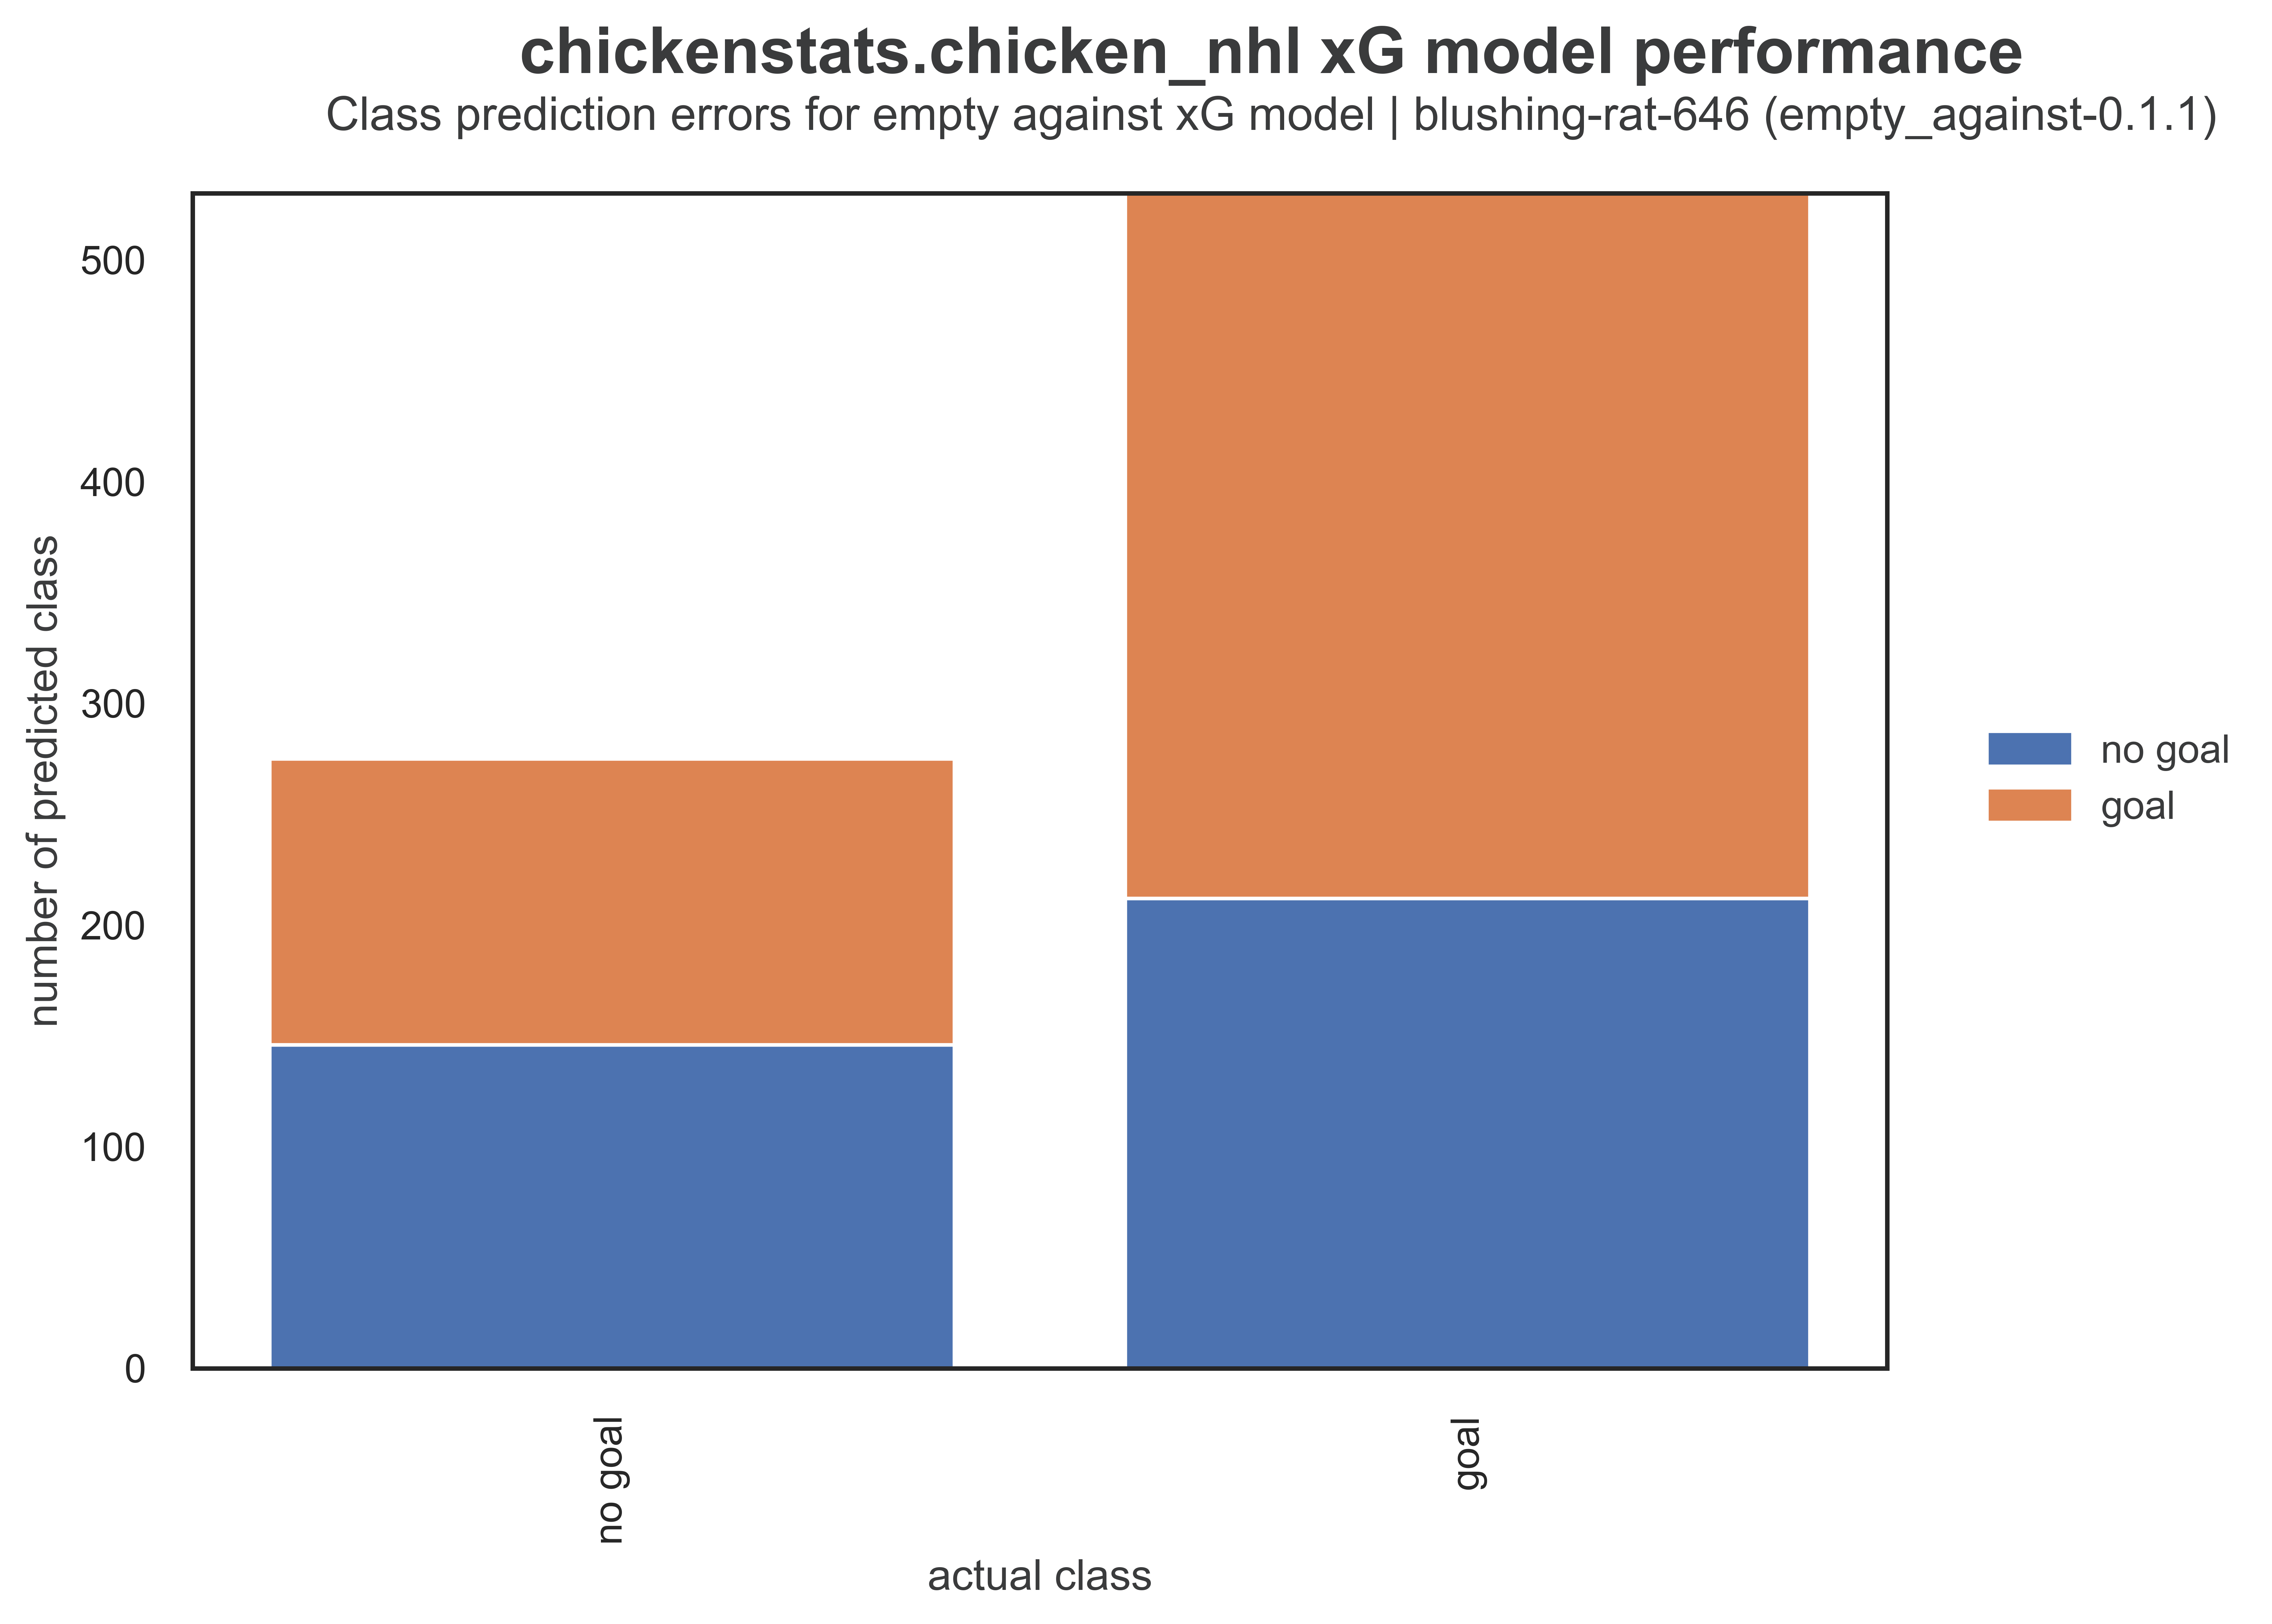 chickenstats.chicken_nhl xG model performance
Class prediction errors for empty against xG model | blushing-rat-646 (empty_against-0.1.1)
number of predicted class
500
400
300
200
100
0
no goal
goal
actual class
no goal
goal